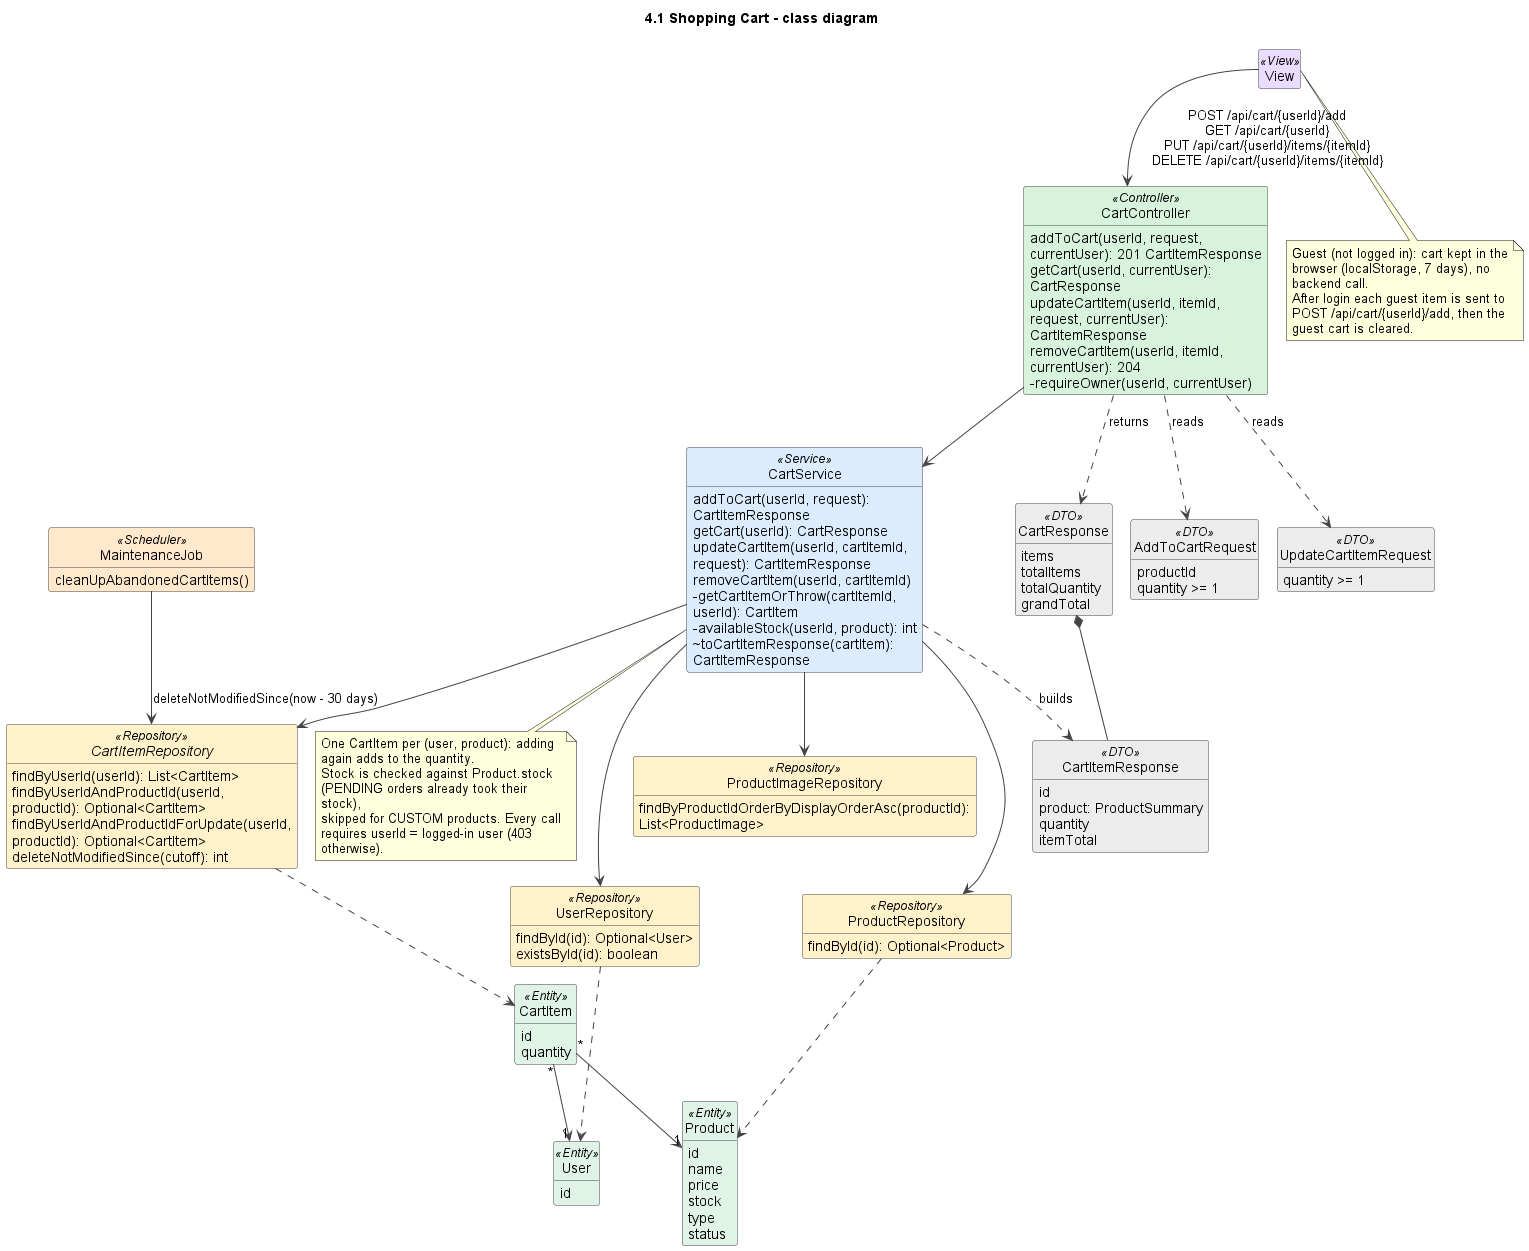 4.1 Shopping Cart - class diagram
«View»
View
POST /api/cart/{userId}/add
GET /api/cart/{userId}
PUT /api/cart/{userId}/items/{itemId}
DELETE /api/cart/{userId}/items/{itemId}
«Controller»
CartController
addToCart(userId, request,
currentUser): 201 CartItemResponse
getCart(userId, currentUser):
CartResponse
updateCartItem(userId, itemId,
request, currentUser):
CartItemResponse
removeCartItem(userId, itemId,
currentUser): 204
-requireOwner(userId, currentUser)
Guest (not logged in): cart kept in the
browser (localStorage, 7 days), no
backend call.
After login each guest item is sent to
POST /api/cart/{userId}/add, then the
guest cart is cleared.
returns
reads
reads
«Service»
CartService
addToCart(userId, request):
CartItemResponse
getCart(userId): CartResponse
updateCartItem(userId, cartItemId,
request): CartItemResponse
removeCartItem(userId, cartItemId)
-getCartItemOrThrow(cartItemId,
userId): CartItem
-availableStock(userId, product): int
~toCartItemResponse(cartItem):
CartItemResponse
«DTO»
CartResponse
items
totalItems
totalQuantity
grandTotal
«DTO»
AddToCartRequest
productId
quantity >= 1
«DTO»
UpdateCartItemRequest
quantity >= 1
«Scheduler»
MaintenanceJob
cleanUpAbandonedCartItems()
deleteNotModifiedSince(now - 30 days)
builds
«Repository»
CartItemRepository
findByUserId(userId): List<CartItem>
findByUserIdAndProductId(userId,
productId): Optional<CartItem>
findByUserIdAndProductIdForUpdate(userId,
productId): Optional<CartItem>
deleteNotModifiedSince(cutoff): int
One CartItem per (user, product): adding
again adds to the quantity.
Stock is checked against Product.stock
(PENDING orders already took their
stock),
skipped for CUSTOM products. Every call
requires userId = logged-in user (403
otherwise).
«Repository»
ProductImageRepository
findByProductIdOrderByDisplayOrderAsc(productId):
List<ProductImage>
«DTO»
CartItemResponse
id
product: ProductSummary
quantity
itemTotal
«Repository»
UserRepository
findById(id): Optional<User>
existsById(id): boolean
«Repository»
ProductRepository
findById(id): Optional<Product>
«Entity»
CartItem
id
quantity
*
*
1
1
«Entity»
User
id
«Entity»
Product
id
name
price
stock
type
status